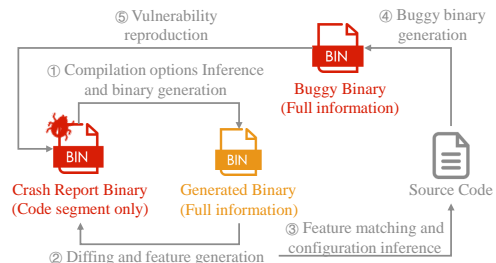 ⑤ Vulnerability
reproduction
④ Buggy binary
generation
① Compilation options Inference
and binary generation
BIN
Buggy Binary
(Full information)
BIN
BIN
Crash Report Binary
(Code segment only)
Generated Binary
(Full information)
Source Code
③ Feature matching and
configuration inference
② Diffing and feature generation